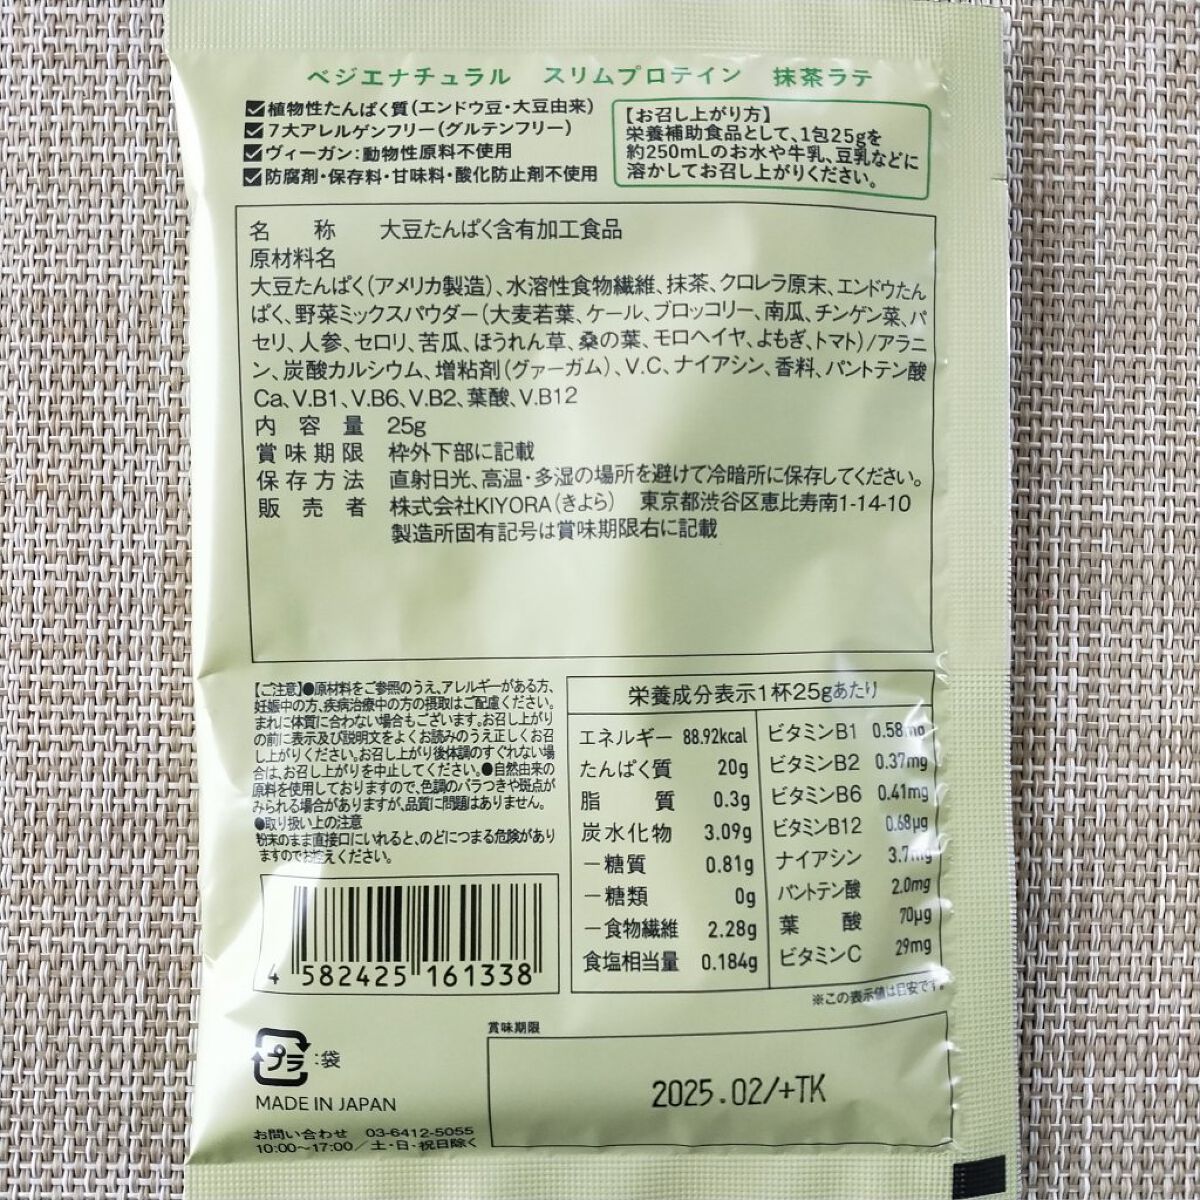 ベジエナチュラル スリムプロテイン 抹茶ラテ
植物性たんぱく質(エンドウ豆・大豆由来)
7大アレルゲンフリー(グルテンフリー)
ヴィーガン:動物性原料不使用
防腐剤・保存料・甘味料・酸化防止剤不使用
【お召し上がり方】
栄養補助食品として、1包25gを
約250mLのお水や牛乳、豆乳などに
溶かしてお召し上がりください。
名称 大豆たんぱく含有加工食品
原材料名
大豆たんぱく(アメリカ製造)、水溶性食物繊維、抹茶、クロレラ原末、エンドウたん
ぱく、野菜ミックスパウダー(大麦若葉、ケール、ブロッコリー、南瓜、チンゲン菜、パ
セリ、人参、セロリ、苦瓜、ほうれん草、桑の葉、モロヘイヤ、よもぎ、トマト)/アラニ
ン、炭酸カルシウム、増粘剤(グァーガム)、V.C、ナイアシン、香料、パントテン酸
Ca、V.B1、V.B6、V.B2、葉酸、V.B12
内容量 25g
賞味期限 枠外下部に記載
保存方法 直射日光、高温・多湿の場所を避けて冷暗所に保存してください。
販売者 株式会社KIYORA(きよら) 東京都渋谷区恵比寿南1-14-10
製造所固有記号は賞味期限右に記載
【ご注意】●原材料をご参照のうえ、アレルギーがある方、
妊娠中の方、疾病治療中の方の摂取はご配慮ください。
まれに体質に合わない場合もございます。お召し上がり
の前に表示及び説明文をよくお読みのうえ正しくお召
し上がりください。お召し上がり後体調のすぐれない場
合は、お召し上がりを中止してください。●自然由来の
原料を使用しておりますので、色調のバラつきや斑点が
みられる場合がありますが、品質に問題はありません。
●取り扱い上の注意
粉末のまま直接口にいれると、のどにつまる危険があり
ますのでお控えください。
栄養成分表示1杯25gあたり
エネルギー 88.92kcal
たんぱく質 20g
脂質 0.3g
炭水化物 3.09g
－糖質 0.81g
－糖類 0g
－食物繊維 2.28g
食塩相当量 0.184g
ビタミンB1 0.58mg
ビタミンB2 0.37mg
ビタミンB6 0.41mg
ビタミンB12 0.68μg
ナイアシン 3.7mg
パントテン酸 2.0mg
葉酸 70μg
ビタミンC 29mg
※この表示値は目安です。
4 582425 161338
プラ :袋
MADE IN JAPAN
お問い合わせ 03-6412-5055
10:00～17:00/土・日・祝日除く
賞味期限
2025.02/+TK